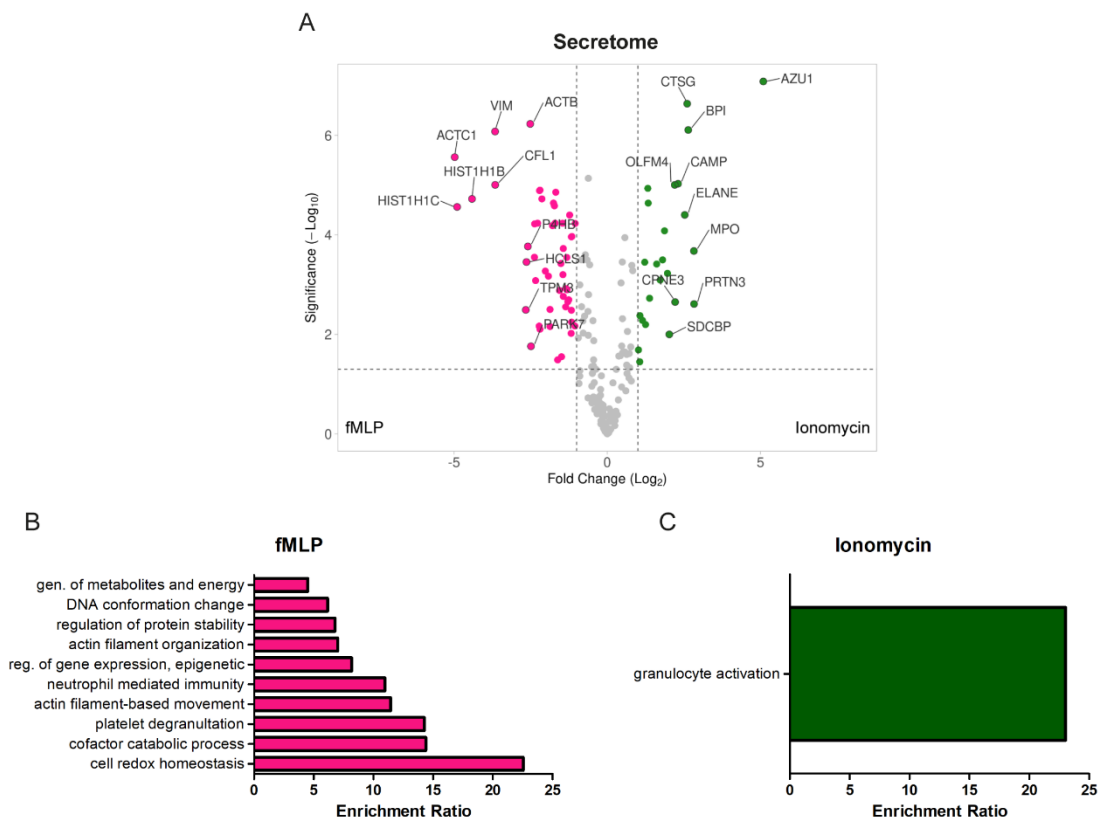 A
Secretome
CTSG
AZU1
VIM
ACTB
BPI
ACTC1
CFL1
OLFM4
CAMP
HIST1H1B
ELANE
HIST1H1C
MPO
P4HB
HCLS1
CPNE3
PRTN3
TPM3
PARK7
SDCBP
Significance (−Log10)
6
4
2
0
fMLP
Ionomycin
-5
0
5
Fold Change (Log2)
B
fMLP
gen. of metabolites and energy
DNA conformation change
regulation of protein stability
actin filament organization
reg. of gene expression, epigenetic
neutrophil mediated immunity
actin filament-based movement
platelet degranultation
cofactor catabolic process
cell redox homeostasis
0 5 10 15 20 25
Enrichment Ratio
C
Ionomycin
granulocyte activation
0 5 10 15 20 25
Enrichment Ratio